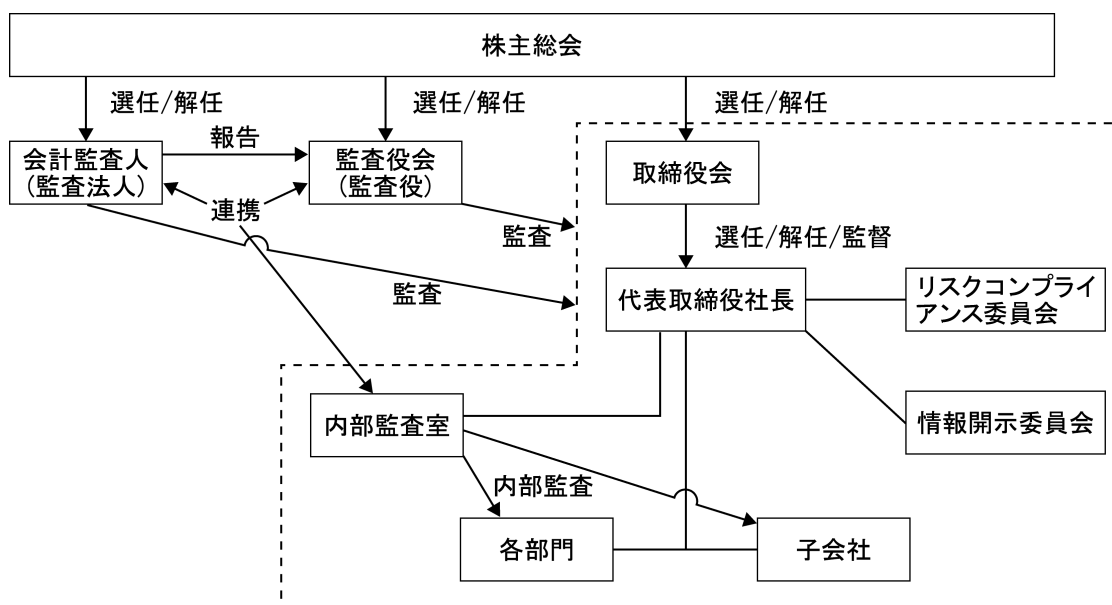 株主総会
選任/解任
選任/解任
選任/解任
報告
会計監査人
（監査法人）
監査役会
（監査役）
取締役会
連携
監査
選任/解任/監督
監査
代表取締役社長
リスクコンプライ
アンス委員会
内部監査室
情報開示委員会
内部監査
各部門
子会社